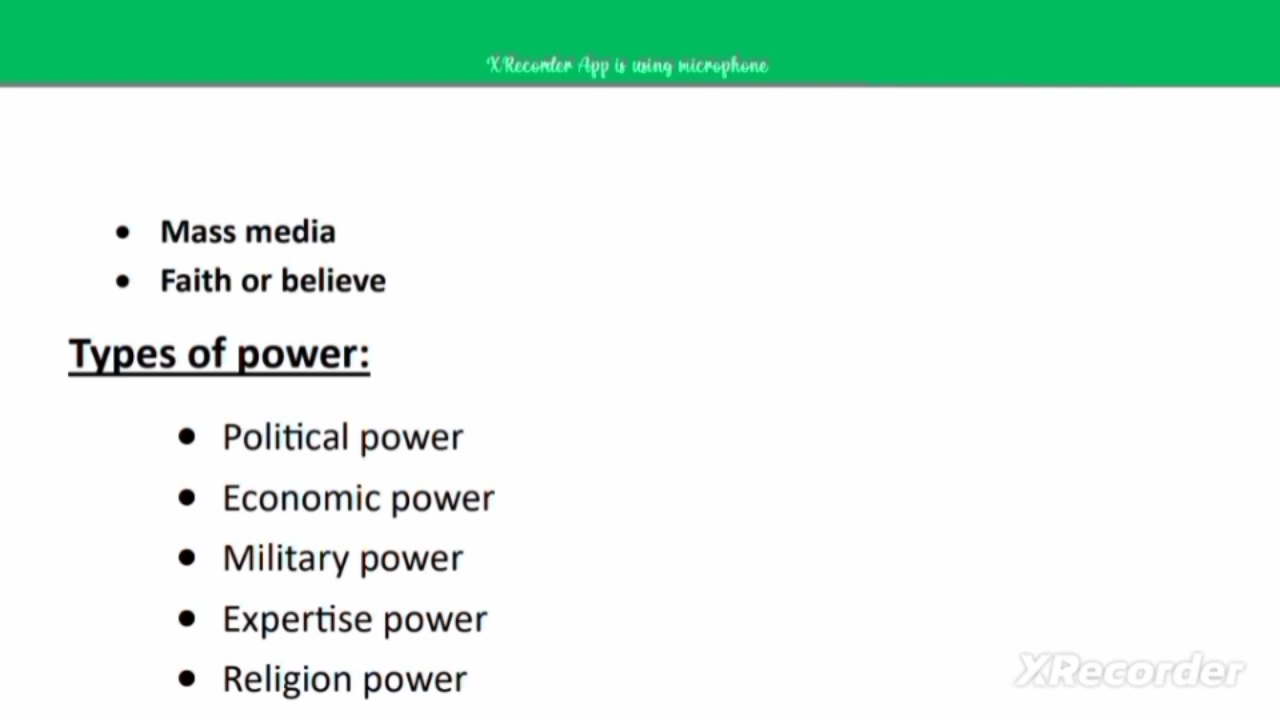 XRecorder App is using microphone
• Mass media
• Faith or believe
Types of power:
• Political power
• Economic power
• Military power
• Expertise power
• Religion power
XRecorder